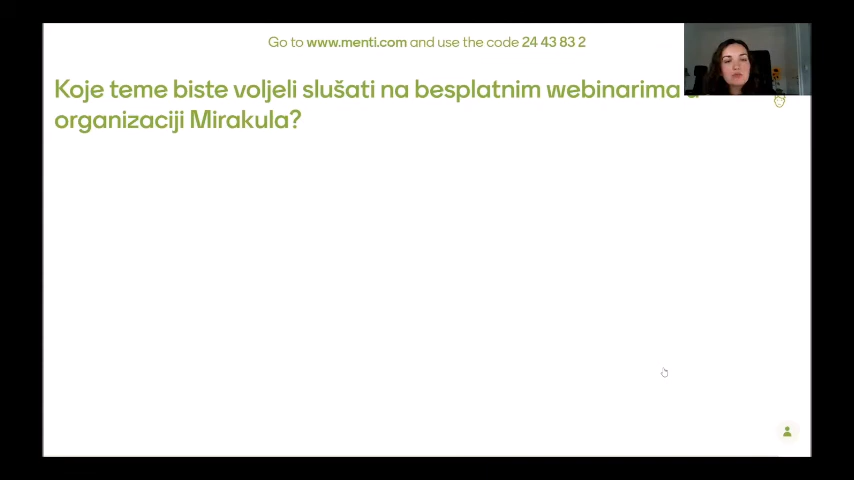 Go to www.menti.com and use the code 24 43 83 2
Koje teme biste voljeli slušati na besplatnim webinarima u
organizaciji Mirakula?